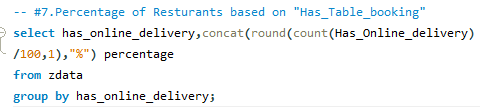 -- #7.Percentage of Resturants based on "Has_Table_booking"
select has_online_delivery,concat(round(count(Has_Online_delivery)
/100,1),"%") percentage
from zdata
group by has_online_delivery;